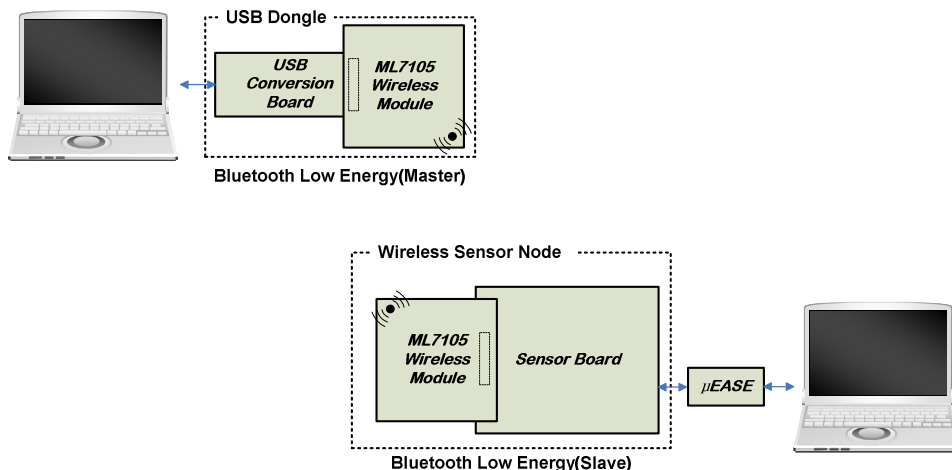 USB Dongle
USB
Conversion
Board
ML7105
Wireless
Module
Bluetooth Low Energy(Master)
Wireless Sensor Node
ML7105
Wireless
Module
Sensor Board
µEASE
Bluetooth Low Energy(Slave)